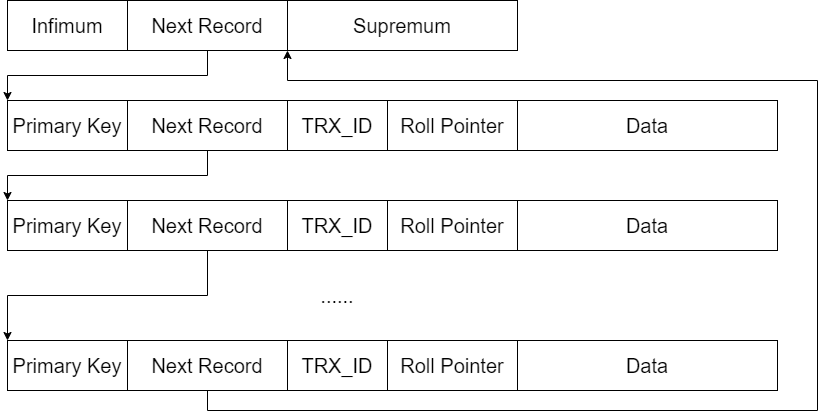 Infimum Next Record Supremum
Primary Key Next Record TRX_ID Roll Pointer Data
Primary Key Next Record TRX_ID Roll Pointer Data
......
Primary Key Next Record TRX_ID Roll Pointer Data